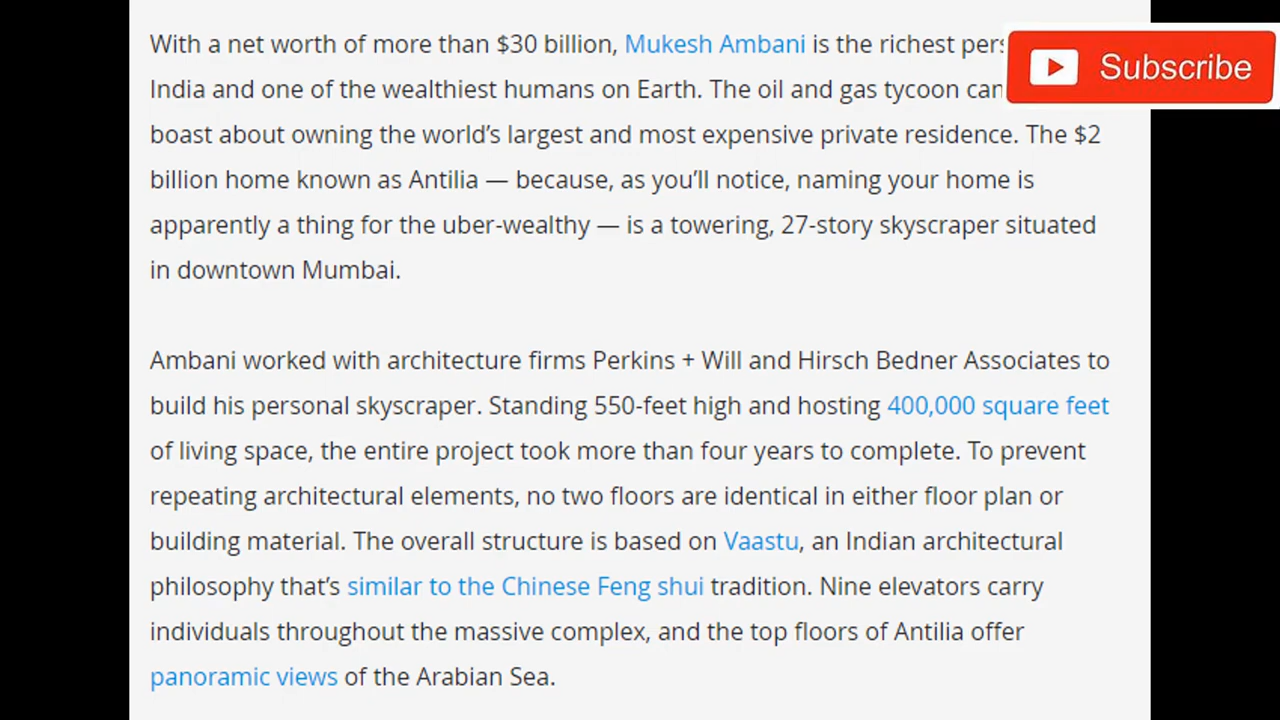 With a net worth of more than $30 billion, Mukesh Ambani is the richest
India and one of the wealthiest humans on Earth. The oil and gas tycoon can
boast about owning the world’s largest and most expensive private residence. The $2
billion home known as Antilia — because, as you’ll notice, naming your home is
apparently a thing for the uber-wealthy — is a towering, 27-story skyscraper situated
in downtown Mumbai.
Ambani worked with architecture firms Perkins + Will and Hirsch Bedner Associates to
build his personal skyscraper. Standing 550-feet high and hosting 400,000 square feet
of living space, the entire project took more than four years to complete. To prevent
repeating architectural elements, no two floors are identical in either floor plan or
building material. The overall structure is based on Vaastu, an Indian architectural
philosophy that’s similar to the Chinese Feng shui tradition. Nine elevators carry
individuals throughout the massive complex, and the top floors of Antilia offer
panoramic views of the Arabian Sea.
Subscribe